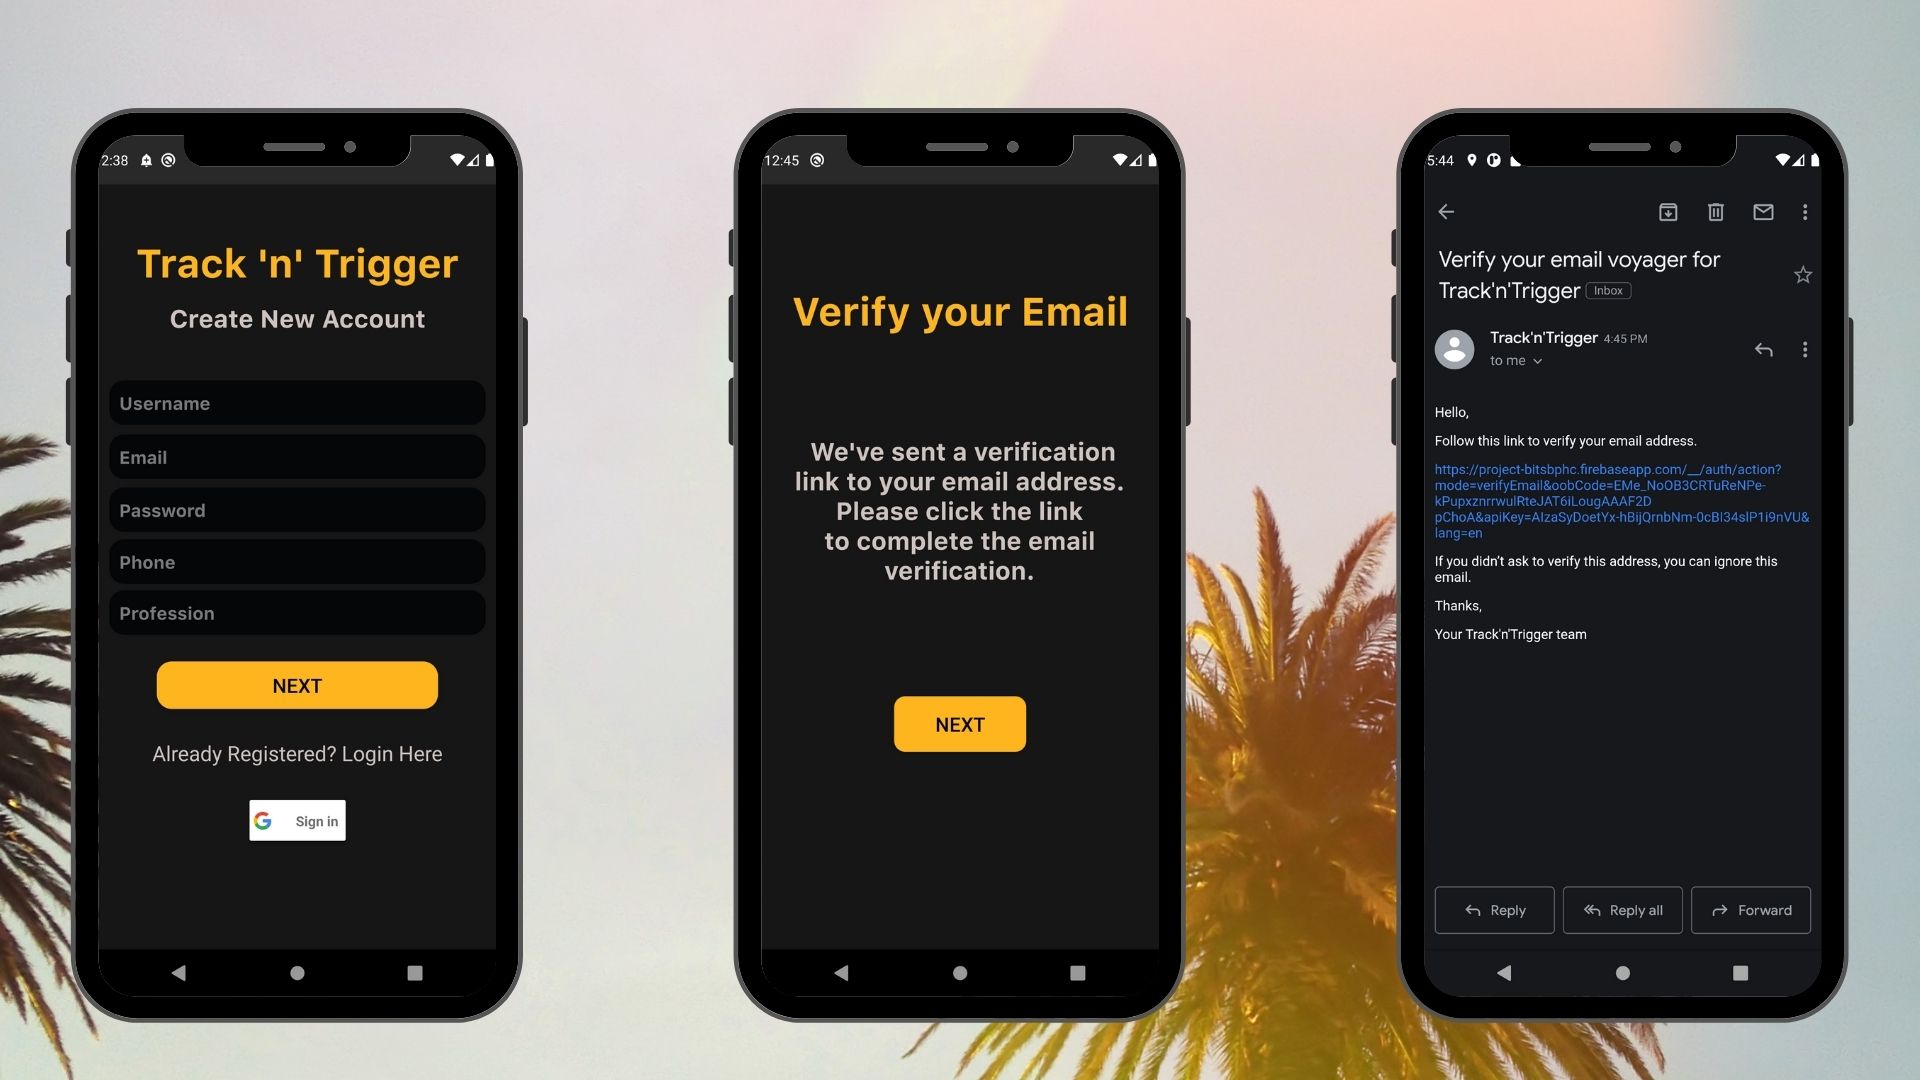 2:38
Track 'n' Trigger
Create New Account
Username
Email
Password
Phone
Profession
NEXT
Already Registered? Login Here
G Sign in
12:45
Verify your Email
We've sent a verification
link to your email address.
Please click the link
to complete the email
verification.
NEXT
5:44
Verify your email voyager for
Track'n'Trigger Inbox
Track'n'Trigger 4:45 PM
to me
Hello,
Follow this link to verify your email address.
https://project-bitsbphc.firebaseapp.com/__/auth/action?
mode=verifyEmail&oobCode=EMe_NoOB3CRTuReNPe-
kPupxznrrwulRteJAT6iLougAAAF2D
pChoA&apiKey=AIzaSyDoetYx-hBijQrnbNm-0cBI34slP1i9nVU&
lang=en
If you didn't ask to verify this address, you can ignore this
email.
Thanks,
Your Track'n'Trigger team
Reply
Reply all
Forward